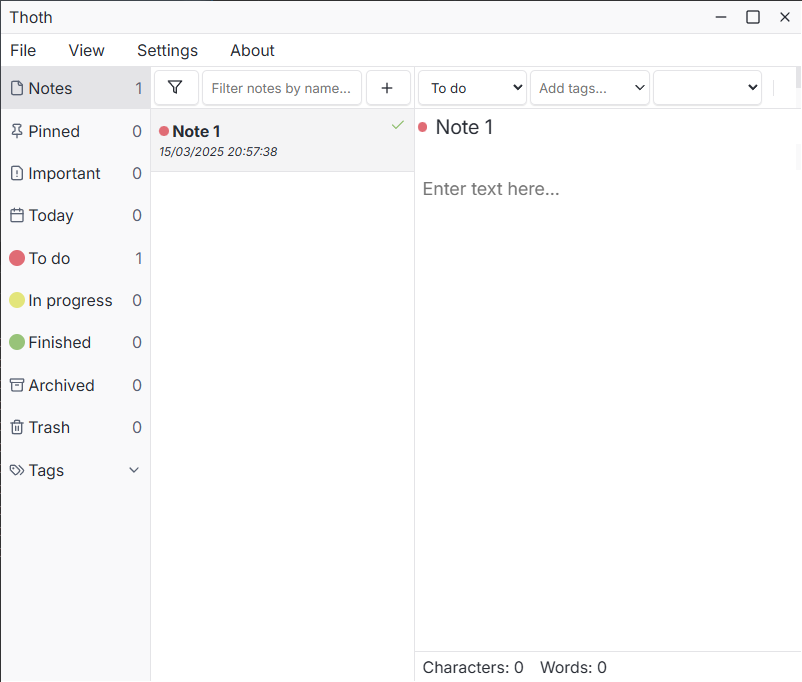 Thoth
File View Settings About
Notes 1
Pinned 0
Important 0
Today 0
To do 1
In progress 0
Finished 0
Archived 0
Trash 0
Tags
Filter notes by name... +
Note 1
15/03/2025 20:57:38
To do Add tags...
Note 1
Enter text here...
Characters: 0 Words: 0